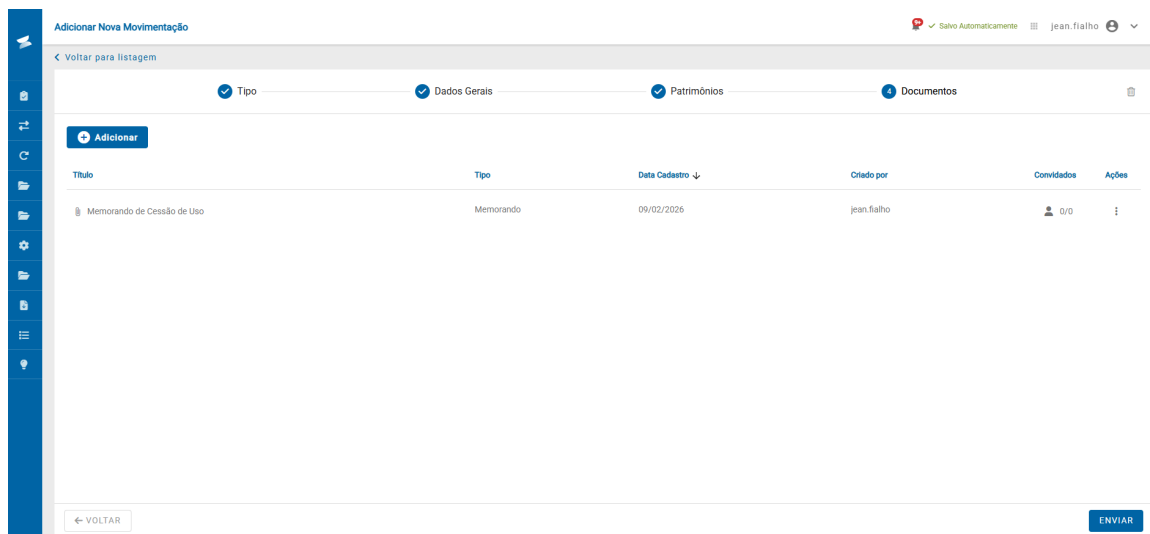 Adicionar Nova Movimentação
9+
Salvo Automaticamente
jean.fialho
Voltar para listagem
Tipo
Dados Gerais
Patrimônios
4 Documentos
Adicionar
Título Tipo Data Cadastro Criado por Convidados Ações
Memorando de Cessão de Uso Memorando 09/02/2026 jean.fialho 0/0
VOLTAR
ENVIAR